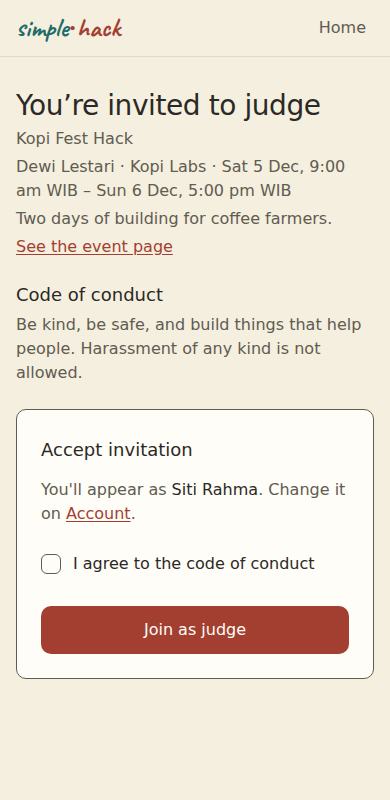 simple·hack
Home
You’re invited to judge
Kopi Fest Hack
Dewi Lestari · Kopi Labs · Sat 5 Dec, 9:00
am WIB – Sun 6 Dec, 5:00 pm WIB
Two days of building for coffee farmers.
See the event page
Code of conduct
Be kind, be safe, and build things that help
people. Harassment of any kind is not
allowed.
Accept invitation
You'll appear as Siti Rahma. Change it
on Account.
I agree to the code of conduct
Join as judge